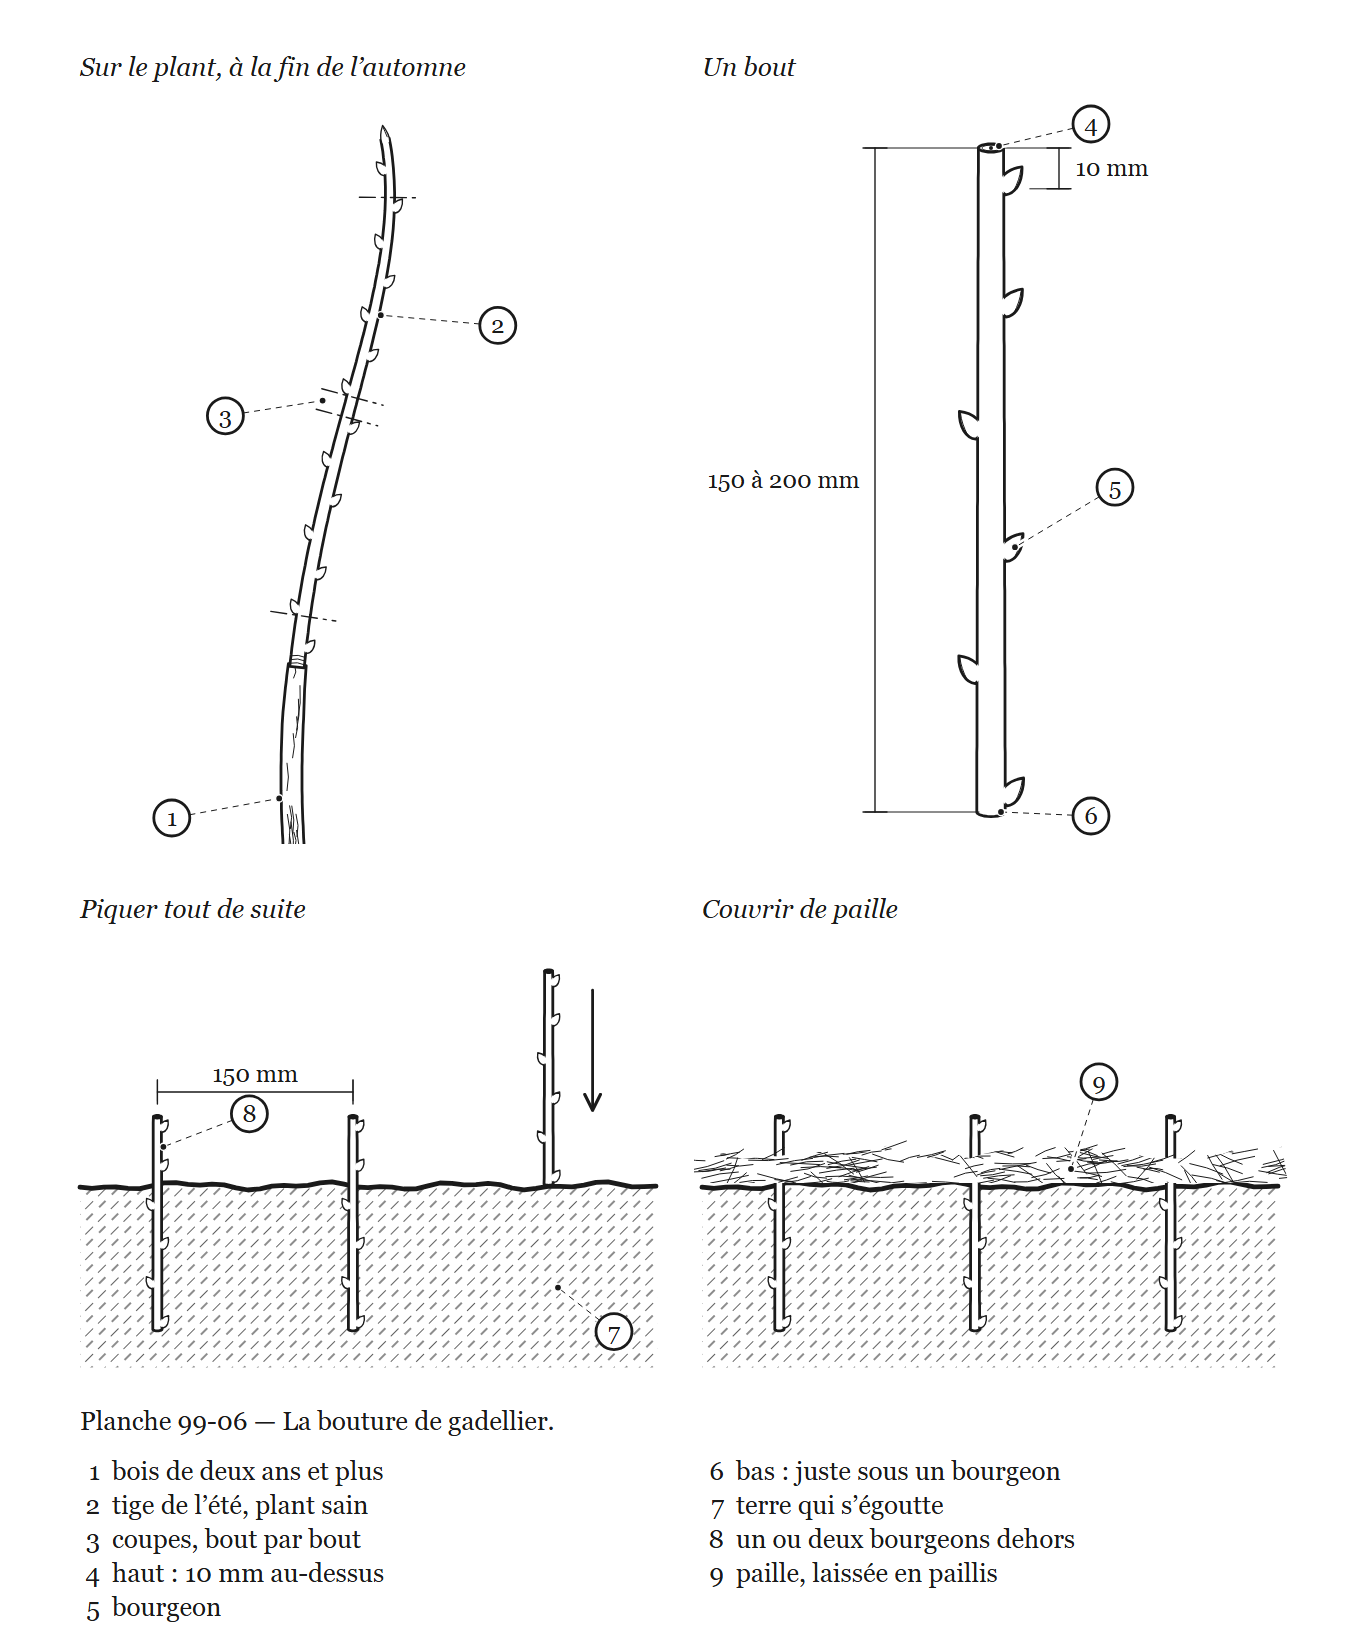 Sur le plant, à la fin de l’automne
2
3
1
Un bout
4
10 mm
150 à 200 mm
5
6
Piquer tout de suite
150 mm
8
7
Couvrir de paille
9
Planche 99-06 — La bouture de gadellier.
1 bois de deux ans et plus
2 tige de l’été, plant sain
3 coupes, bout par bout
4 haut : 10 mm au-dessus
5 bourgeon
6 bas : juste sous un bourgeon
7 terre qui s’égoutte
8 un ou deux bourgeons dehors
9 paille, laissée en paillis